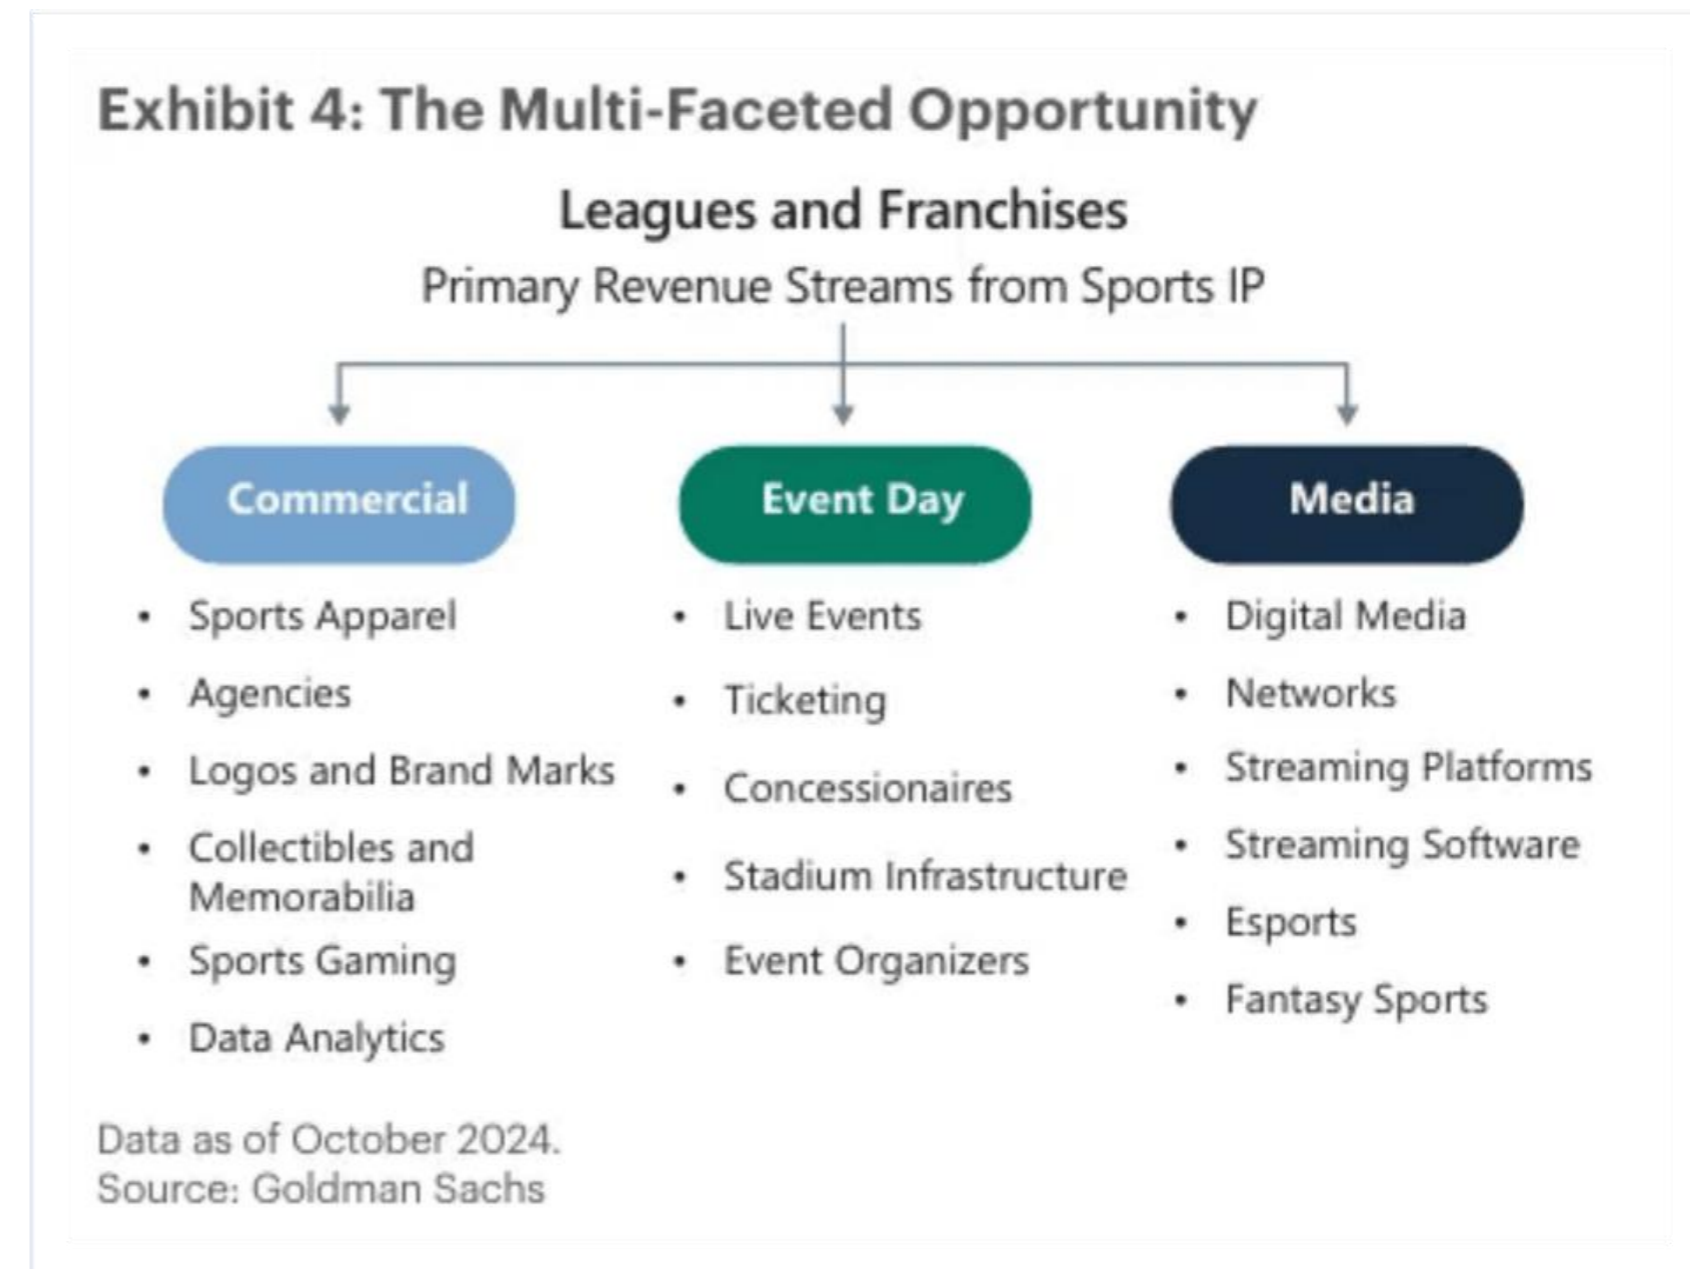 Exhibit 4: The Multi-Faceted Opportunity
Leagues and Franchises
Primary Revenue Streams from Sports IP
Commercial
• Sports Apparel
• Agencies
• Logos and Brand Marks
• Collectibles and
Memorabilia
• Sports Gaming
• Data Analytics
Event Day
• Live Events
• Ticketing
• Concessionaires
• Stadium Infrastructure
• Event Organizers
Media
• Digital Media
• Networks
• Streaming Platforms
• Streaming Software
• Esports
• Fantasy Sports
Data as of October 2024.
Source: Goldman Sachs